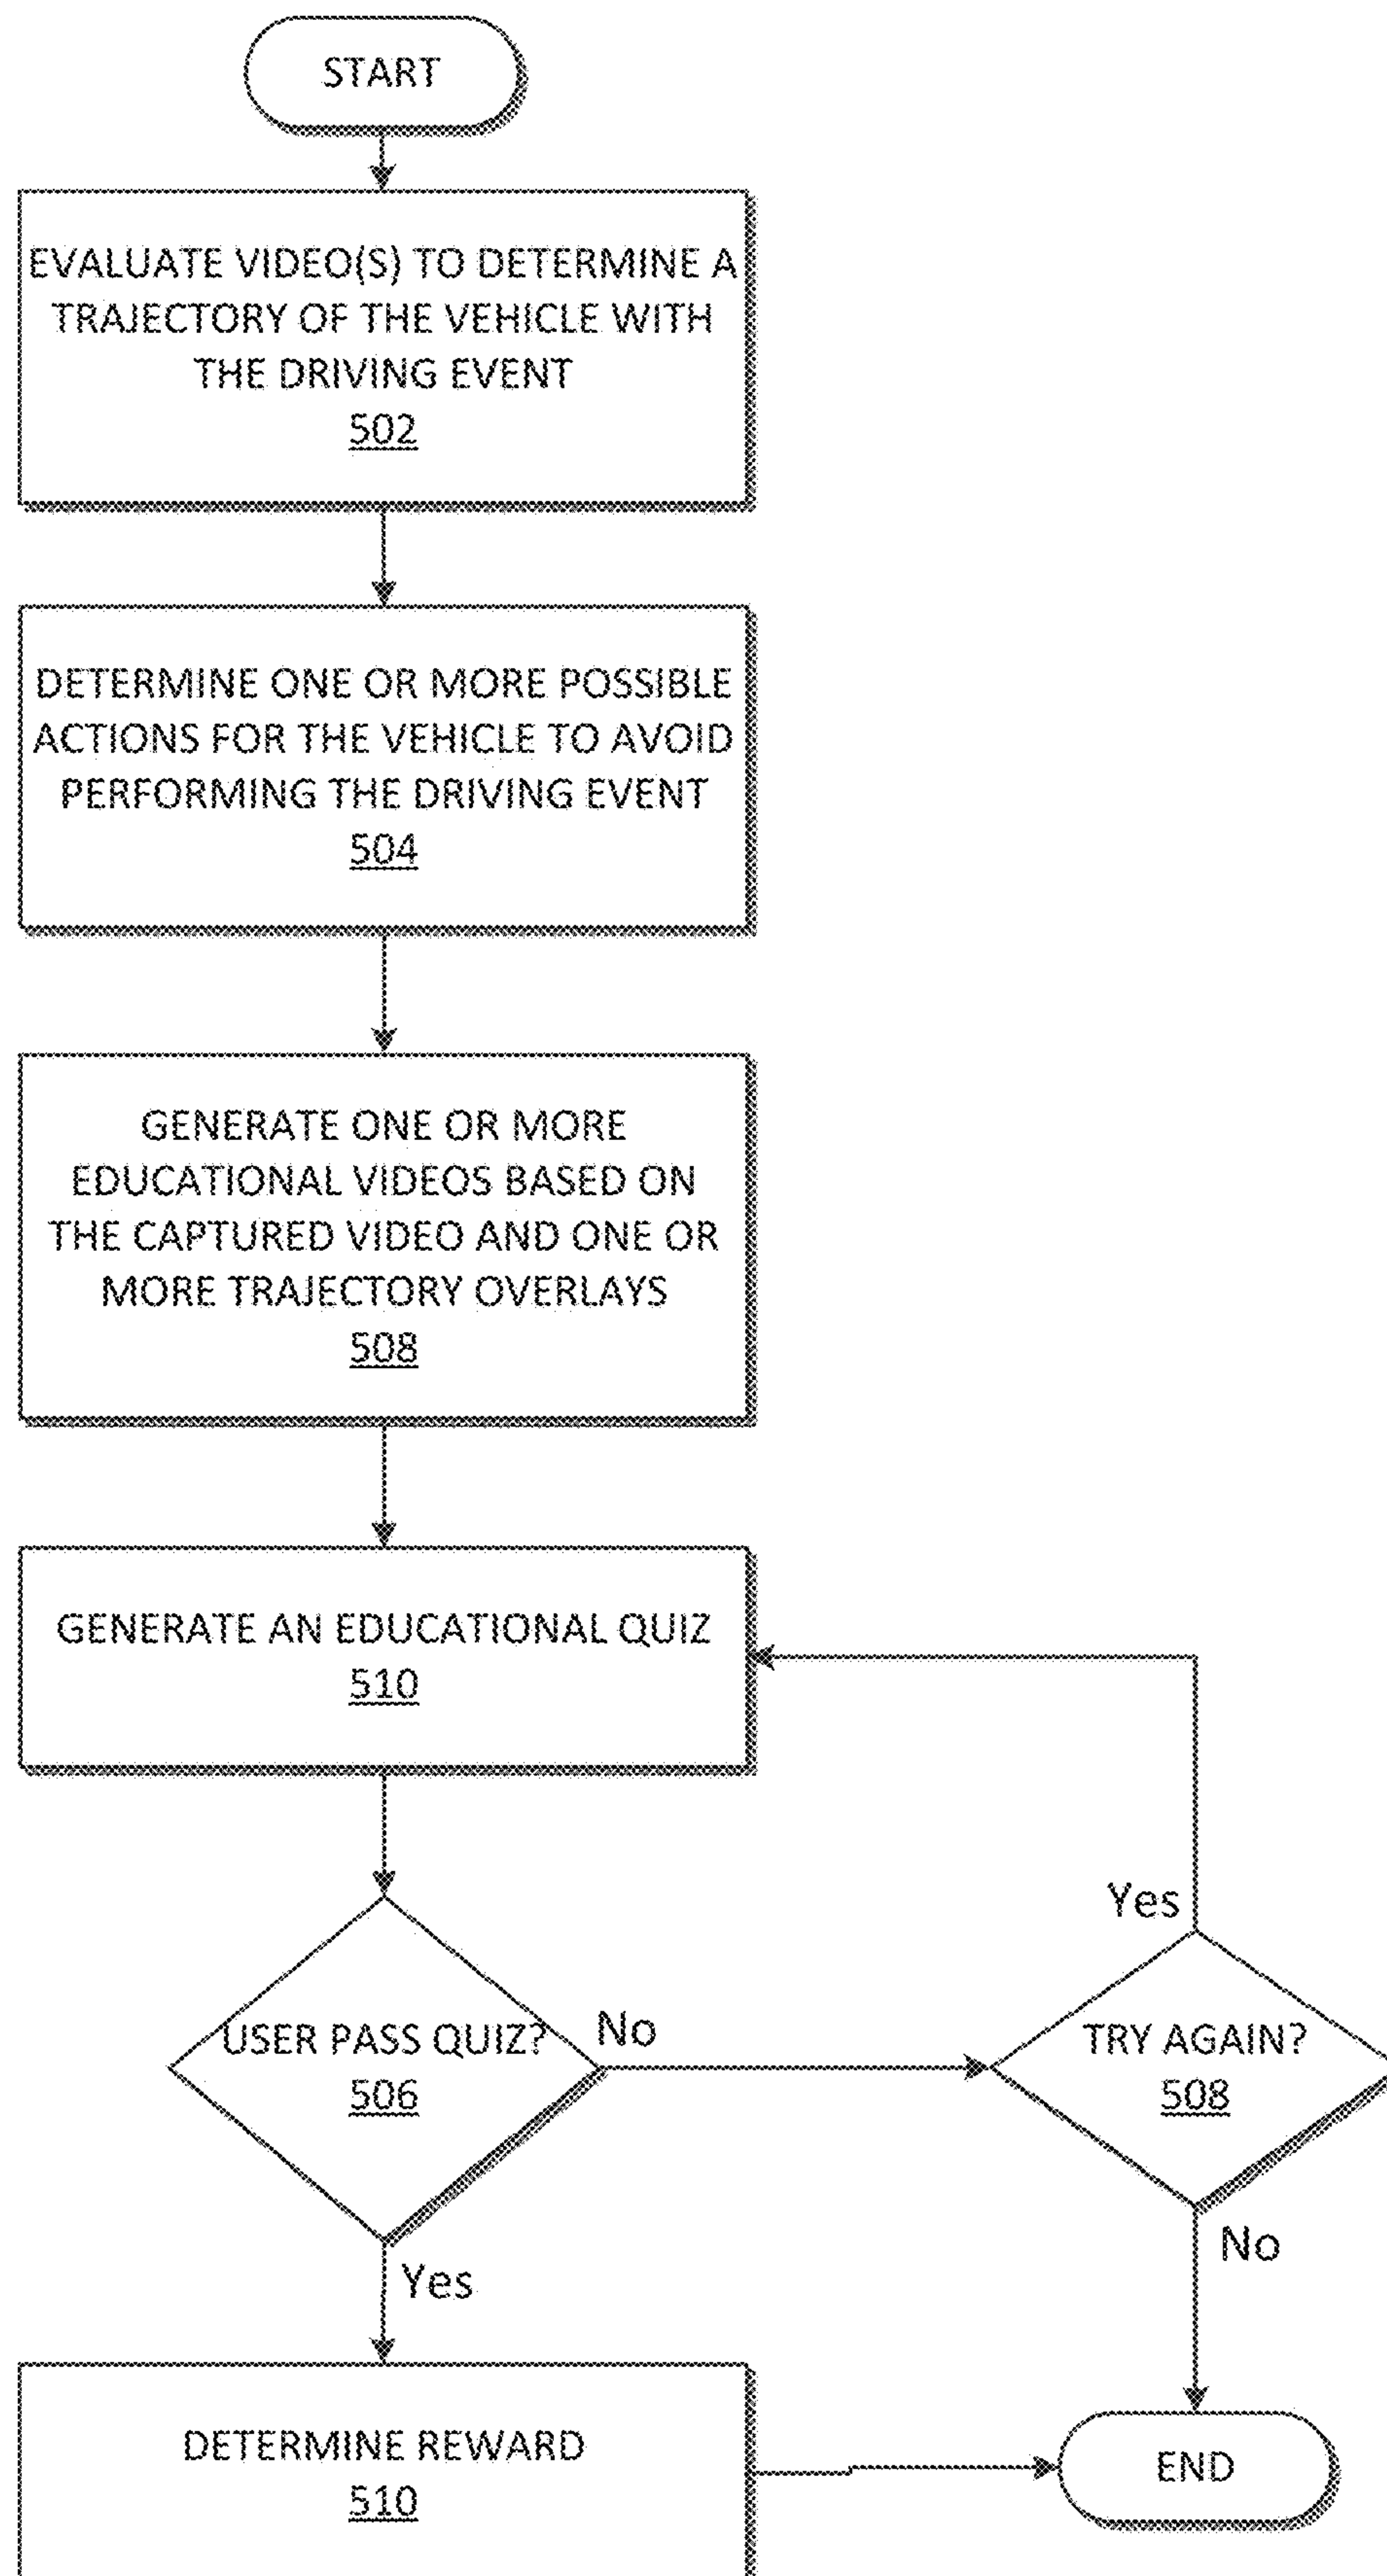 START
EVALUATE VIDEO(S) TO DETERMINE A
TRAJECTORY OF THE VEHICLE WITH
THE DRIVING EVENT
502
DETERMINE ONE OR MORE POSSIBLE
ACTIONS FOR THE VEHICLE TO AVOID
PERFORMING THE DRIVING EVENT
504
GENERATE ONE OR MORE
EDUCATIONAL VIDEOS BASED ON
THE CAPTURED VIDEO AND ONE OR
MORE TRAJECTORY OVERLAYS
508
GENERATE AN EDUCATIONAL QUIZ
510
USER PASS QUIZ?
506
No
Yes
TRY AGAIN?
508
Yes
No
DETERMINE REWARD
510
END